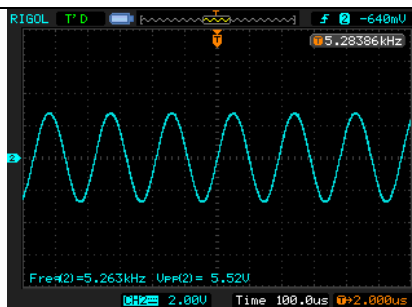 RIGOL T'D f 2 -640mV
T 5.28386kHz
2
Freq(2)=5.263kHz Vpp(2)= 5.52V
CH2 2.00V Time 100.0us T→2.000us